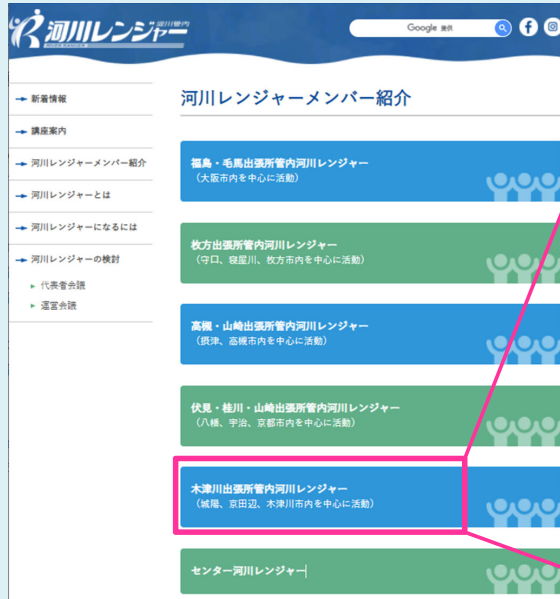 河川レンジャー
淀川管内
RIVER RANGER
Google 提供
新着情報
講座案内
河川レンジャーメンバー紹介
河川レンジャーとは
河川レンジャーになるには
河川レンジャーの検討
代表者会議
運営会議
河川レンジャーメンバー紹介
福島・毛馬出張所管内河川レンジャー
（大阪市内を中心に活動）
枚方出張所管内河川レンジャー
（守口、寝屋川、枚方市内を中心に活動）
高槻・山崎出張所管内河川レンジャー
（摂津、高槻市内を中心に活動）
伏見・桂川・山崎出張所管内河川レンジャー
（八幡、宇治、京都市内を中心に活動）
木津川出張所管内河川レンジャー
（城陽、京田辺、木津川市内を中心に活動）
センター河川レンジャー